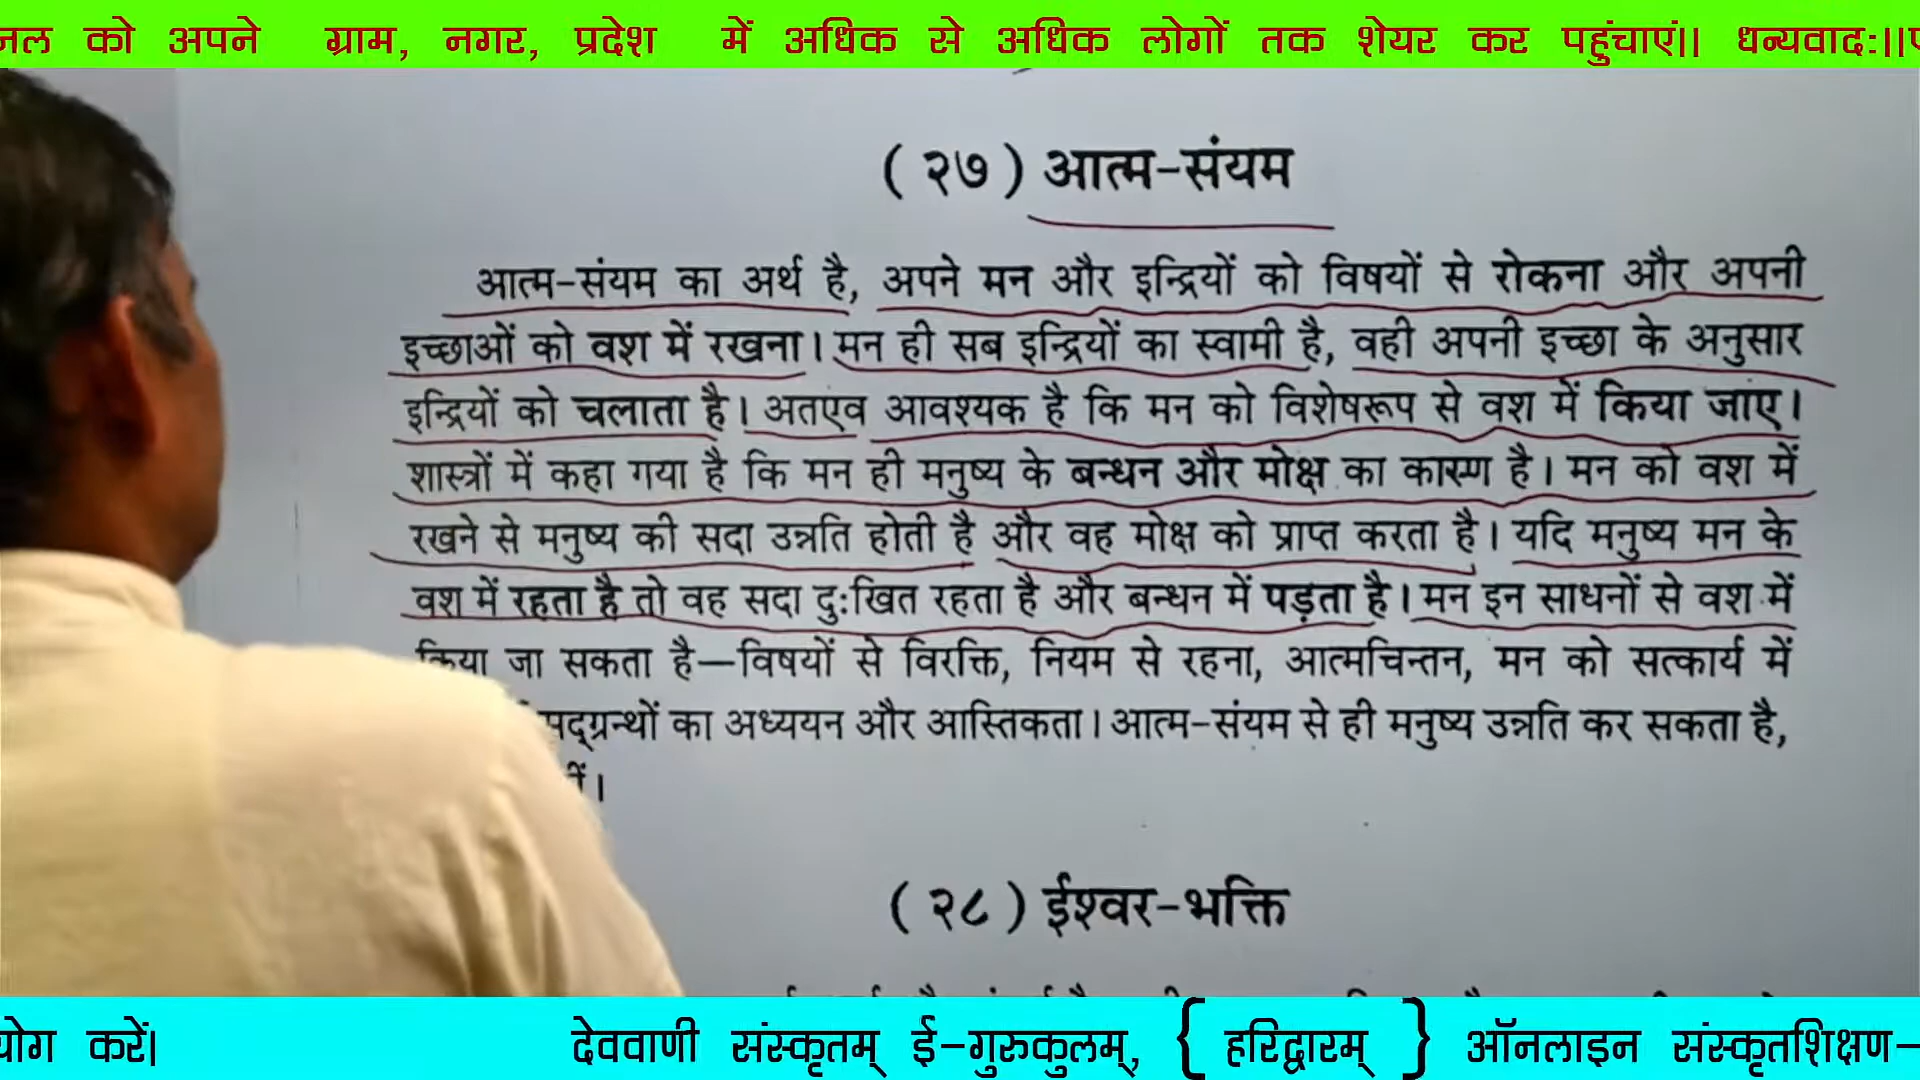 को अपने ग्राम, नगर, प्रदेश में अधिक से अधिक लोगों तक शेयर कर पहुंचाएं।। धन्यवादः।।
( २७ ) आत्म-संयम
आत्म-संयम का अर्थ है, अपने मन और इन्द्रियों को विषयों से रोकना और अपनी
इच्छाओं को वश में रखना। मन ही सब इन्द्रियों का स्वामी है, वही अपनी इच्छा के अनुसार
इन्द्रियों को चलाता है। अतएव आवश्यक है कि मन को विशेषरूप से वश में किया जाए।
शास्त्रों में कहा गया है कि मन ही मनुष्य के बन्धन और मोक्ष का कारण है। मन को वश में
रखने से मनुष्य की सदा उन्नति होती है और वह मोक्ष को प्राप्त करता है। यदि मनुष्य मन के
वश में रहता है तो वह सदा दुःखित रहता है और बन्धन में पड़ता है। मन इन साधनों से वश में
किया जा सकता है—विषयों से विरक्ति, नियम से रहना, आत्मचिन्तन, मन को सत्कार्य में
सद्ग्रन्थों का अध्ययन और आस्तिकता। आत्म-संयम से ही मनुष्य उन्नति कर सकता है,
( २८ ) ईश्वर-भक्ति
करें। देववाणी संस्कृतम् ई-गुरुकुलम्, { हरिद्वारम् } ऑनलाइन संस्कृतशिक्षण-